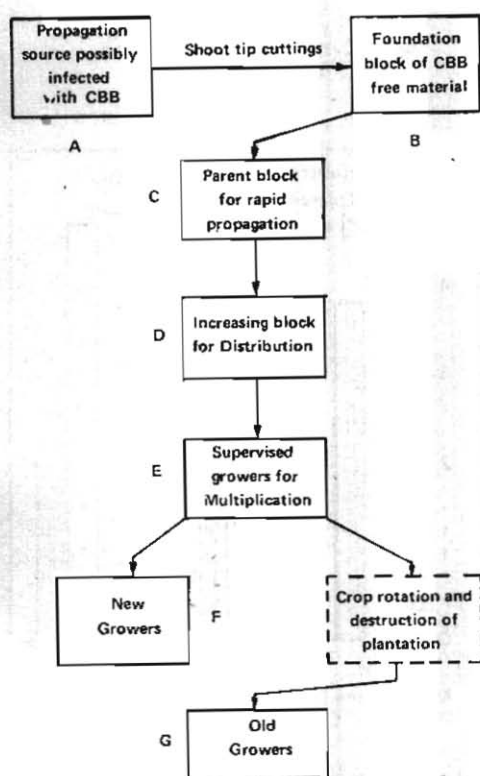 Propagation
source possibly
infected
with CBB
Shoot tip cuttings
Foundation
block of CBB
free material
A
B
C
Parent block
for rapid
propagation
D
Increasing block
for Distribution
E
Supervised
growers for
Multiplication
New
Growers
F
Crop rotation and
destruction of
plantation
G
Old
Growers